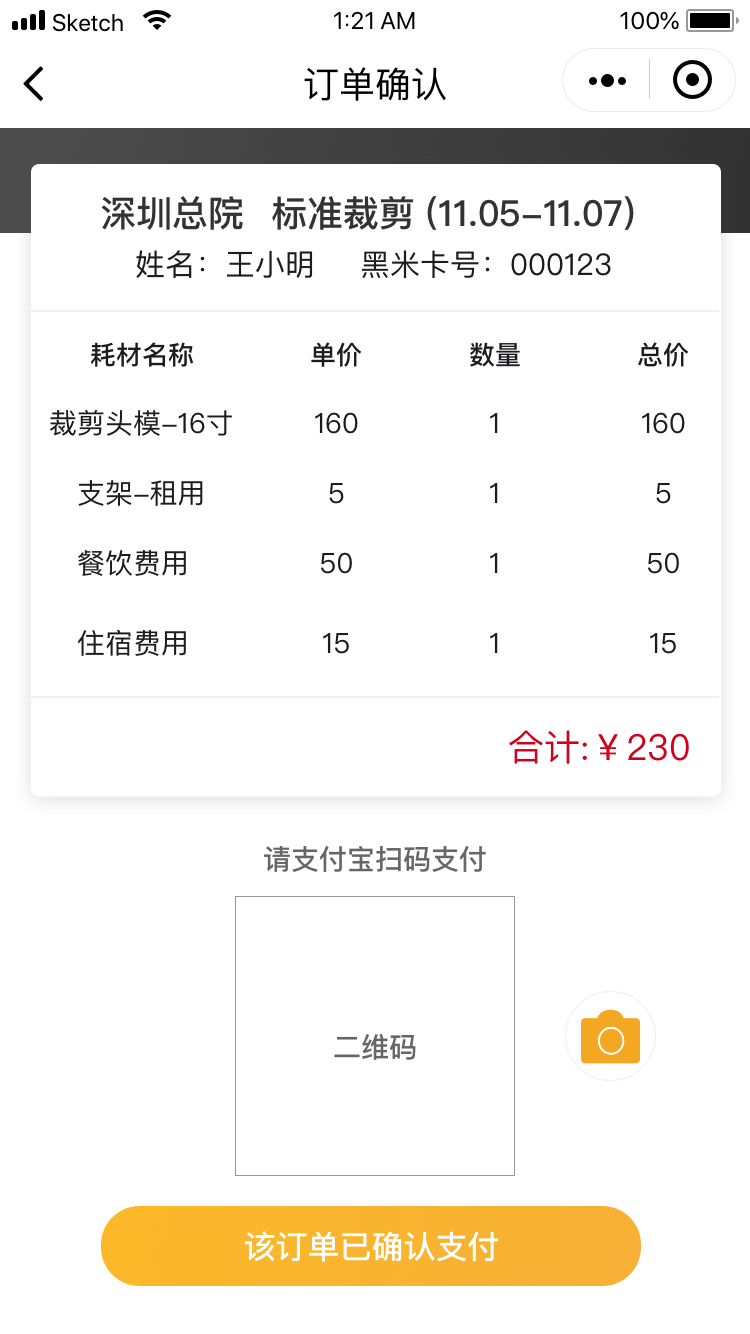 Sketch 1:21 AM 100%
订单确认
深圳总院 标准裁剪 (11.05–11.07)
姓名：王小明 黑米卡号：000123
耗材名称 单价 数量 总价
裁剪头模–16寸 160 1 160
支架–租用 5 1 5
餐饮费用 50 1 50
住宿费用 15 1 15
合计:￥230
请支付宝扫码支付
二维码
该订单已确认支付